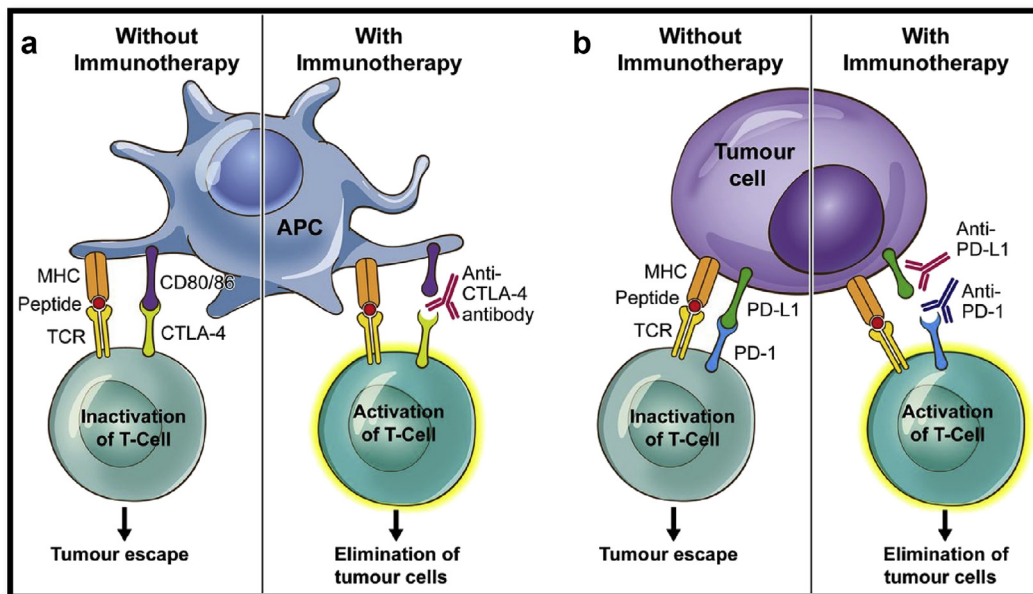 a
Without
Immunotherapy
With
Immunotherapy
APC
MHC
Peptide
TCR
CD80/86
CTLA-4
Anti-
CTLA-4
antibody
Inactivation
of T-Cell
Activation
of T-Cell
Tumour escape
Elimination of
tumour cells
b
Without
Immunotherapy
With
Immunotherapy
Tumour
cell
MHC
Peptide
TCR
PD-L1
PD-1
Anti-
PD-L1
Anti-
PD-1
Inactivation
of T-Cell
Activation
of T-Cell
Tumour escape
Elimination of
tumour cells